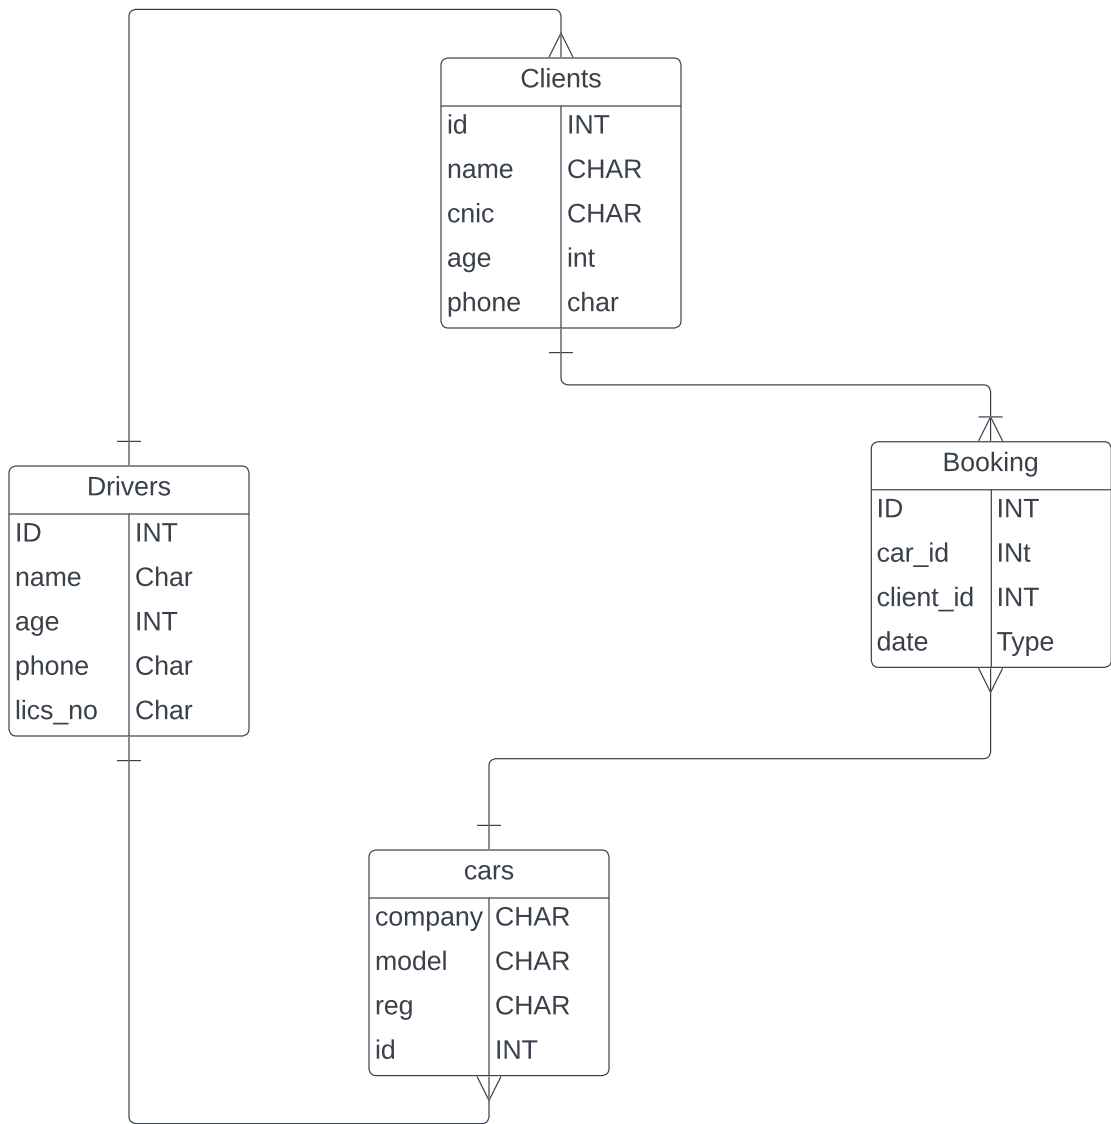 Clients
id INT
name CHAR
cnic CHAR
age int
phone char
Drivers
ID INT
name Char
age INT
phone Char
lics_no Char
Booking
ID INT
car_id INt
client_id INT
date Type
cars
company CHAR
model CHAR
reg CHAR
id INT